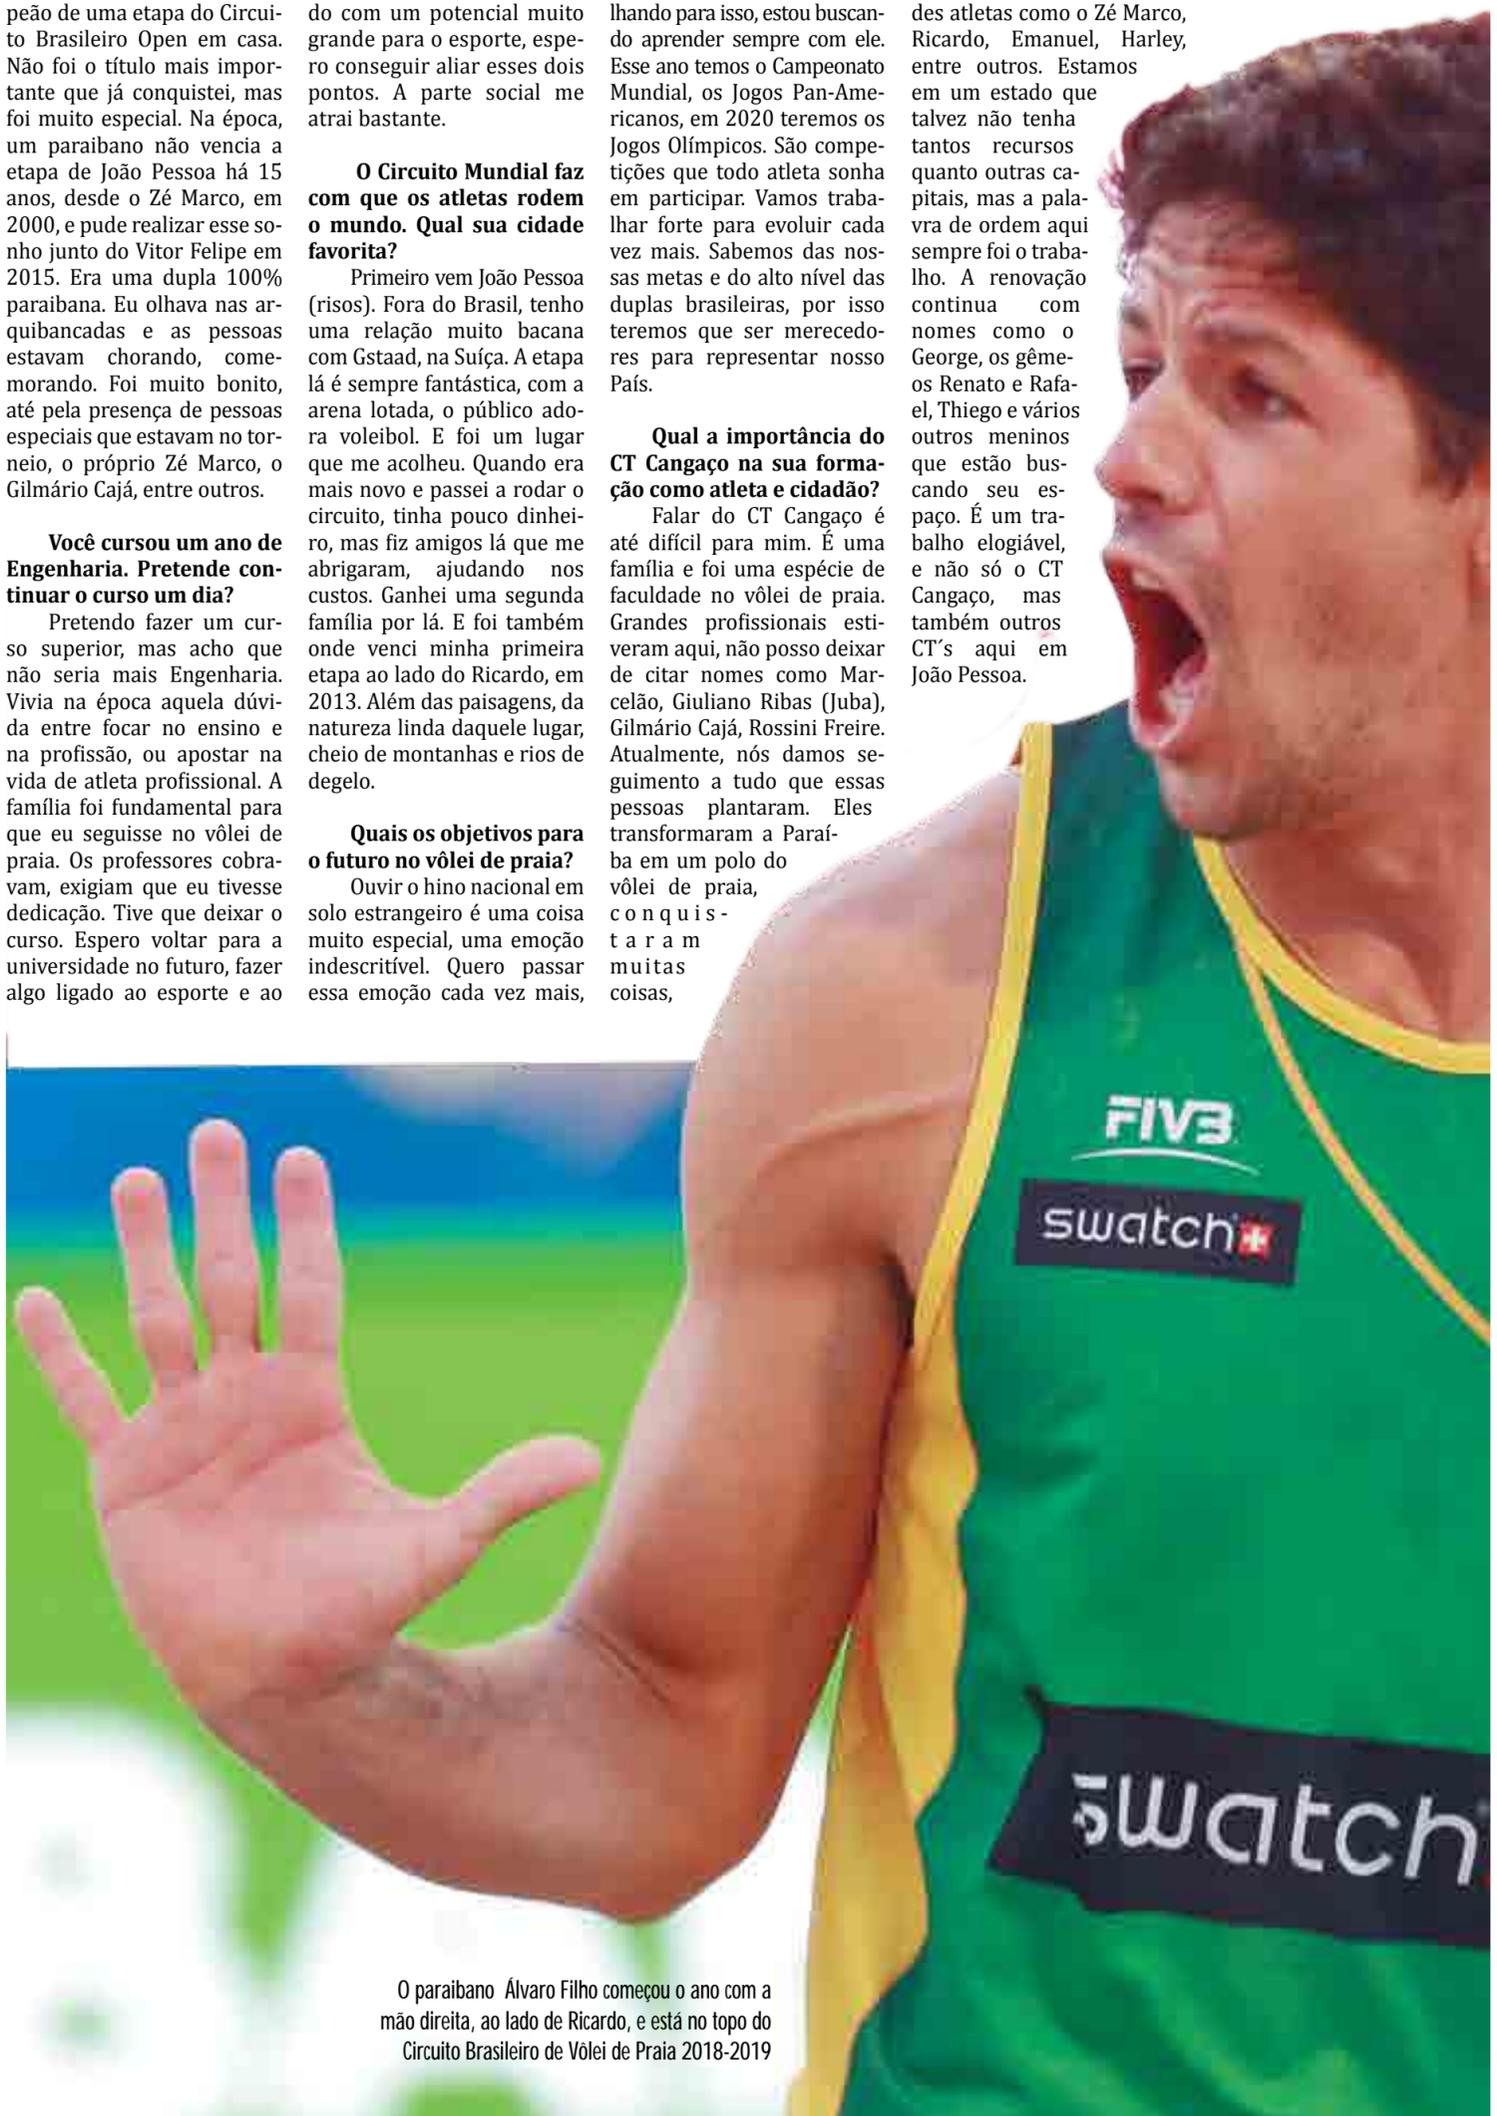 peão de uma etapa do Circui-
to Brasileiro Open em casa.
Não foi o título mais impor-
tante que já conquistei, mas
foi muito especial. Na época,
um paraibano não vencia a
etapa de João Pessoa há 15
anos, desde o Zé Marco, em
2000, e pude realizar esse so-
nho junto do Vitor Felipe em
2015. Era uma dupla 100%
paraibana. Eu olhava nas ar-
quibancadas e as pessoas
estavam chorando, come-
morando. Foi muito bonito,
até pela presença de pessoas
especiais que estavam no tor-
neio, o próprio Zé Marco, o
Gilmário Cajá, entre outros.
Você cursou um ano de
Engenharia. Pretende con-
tinuar o curso um dia?
Pretendo fazer um cur-
so superior, mas acho que
não seria mais Engenharia.
Vivia na época aquela dúvi-
da entre focar no ensino e
na profissão, ou apostar na
vida de atleta profissional. A
família foi fundamental para
que eu seguisse no vôlei de
praia. Os professores cobra-
vam, exigiam que eu tivesse
dedicação. Tive que deixar o
curso. Espero voltar para a
universidade no futuro, fazer
algo ligado ao esporte e ao
do com um potencial muito
grande para o esporte, espe-
ro conseguir aliar esses dois
pontos. A parte social me
atrai bastante.
O Circuito Mundial faz
com que os atletas rodem
o mundo. Qual sua cidade
favorita?
Primeiro vem João Pessoa
(risos). Fora do Brasil, tenho
uma relação muito bacana
com Gstaad, na Suíça. A etapa
lá é sempre fantástica, com a
arena lotada, o público ado-
ra voleibol. E foi um lugar
que me acolheu. Quando era
mais novo e passei a rodar o
circuito, tinha pouco dinhei-
ro, mas fiz amigos lá que me
abrigaram, ajudando nos
custos. Ganhei uma segunda
família por lá. E foi também
onde venci minha primeira
etapa ao lado do Ricardo, em
2013. Além das paisagens, da
natureza linda daquele lugar,
cheio de montanhas e rios de
degelo.
Quais os objetivos para
o futuro no vôlei de praia?
Ouvir o hino nacional em
solo estrangeiro é uma coisa
muito especial, uma emoção
indescritível. Quero passar
essa emoção cada vez mais,
lhando para isso, estou buscan-
do aprender sempre com ele.
Esse ano temos o Campeonato
Mundial, os Jogos Pan-Ame-
ricanos, em 2020 teremos os
Jogos Olímpicos. São compe-
tições que todo atleta sonha
em participar. Vamos traba-
lhar forte para evoluir cada
vez mais. Sabemos das nos-
sas metas e do alto nível das
duplas brasileiras, por isso
teremos que ser merecedo-
res para representar nosso
País.
Qual a importância do
CT Cangaço na sua forma-
ção como atleta e cidadão?
Falar do CT Cangaço é
até difícil para mim. É uma
família e foi uma espécie de
faculdade no vôlei de praia.
Grandes profissionais esti-
veram aqui, não posso deixar
de citar nomes como Mar-
celão, Giuliano Ribas (Juba),
Gilmário Cajá, Rossini Freire.
Atualmente, nós damos se-
guimento a tudo que essas
pessoas plantaram. Eles
transformaram a Paraí-
ba em um polo do
vôlei de praia,
conquis-
taram
muitas
coisas,
des atletas como o Zé Marco,
Ricardo, Emanuel, Harley,
entre outros. Estamos
em um estado que
talvez não tenha
tantos recursos
quanto outras ca-
pitais, mas a pala-
vra de ordem aqui
sempre foi o traba-
lho. A renovação
continua com
nomes como o
George, os gême-
os Renato e Rafa-
el, Thiego e vários
outros meninos
que estão bus-
cando seu es-
paço. É um tra-
balho elogiável,
e não só o CT
Cangaço, mas
também outros
CT´s aqui em
João Pessoa.
FIVB
swatch
swatch
O paraibano Álvaro Filho começou o ano com a
mão direita, ao lado de Ricardo, e está no topo do
Circuito Brasileiro de Vôlei de Praia 2018-2019